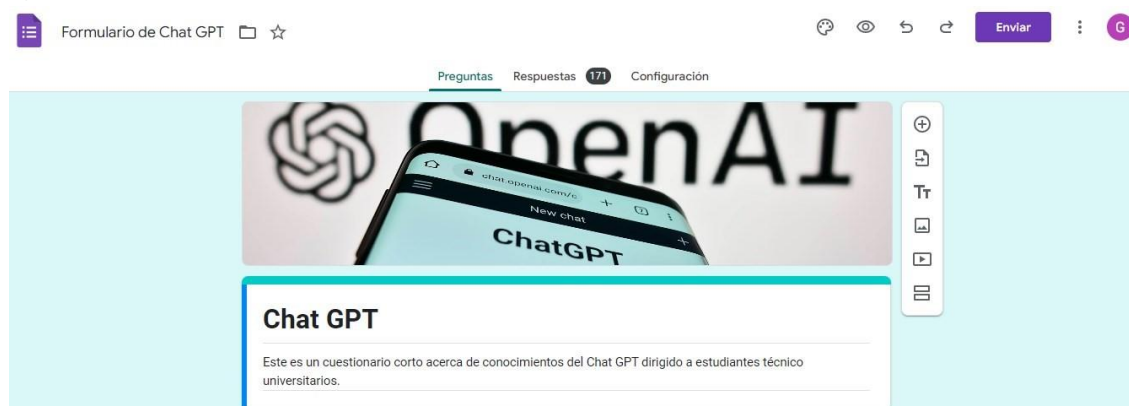 Formulario de Chat GPT
Enviar
G
Preguntas Respuestas 171 Configuración
OpenAI
chat.openai.com/c
New chat
ChatGPT
Tт
Chat GPT
Este es un cuestionario corto acerca de conocimientos del Chat GPT dirigido a estudiantes técnico
universitarios.